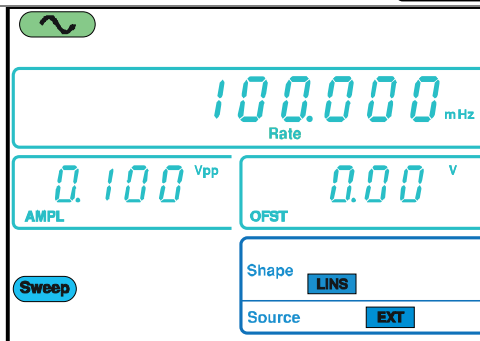 100.000 mHz
Rate
0.100 Vpp
AMPL
0.00 V
OFST
Shape LINS
Sweep
Source EXT